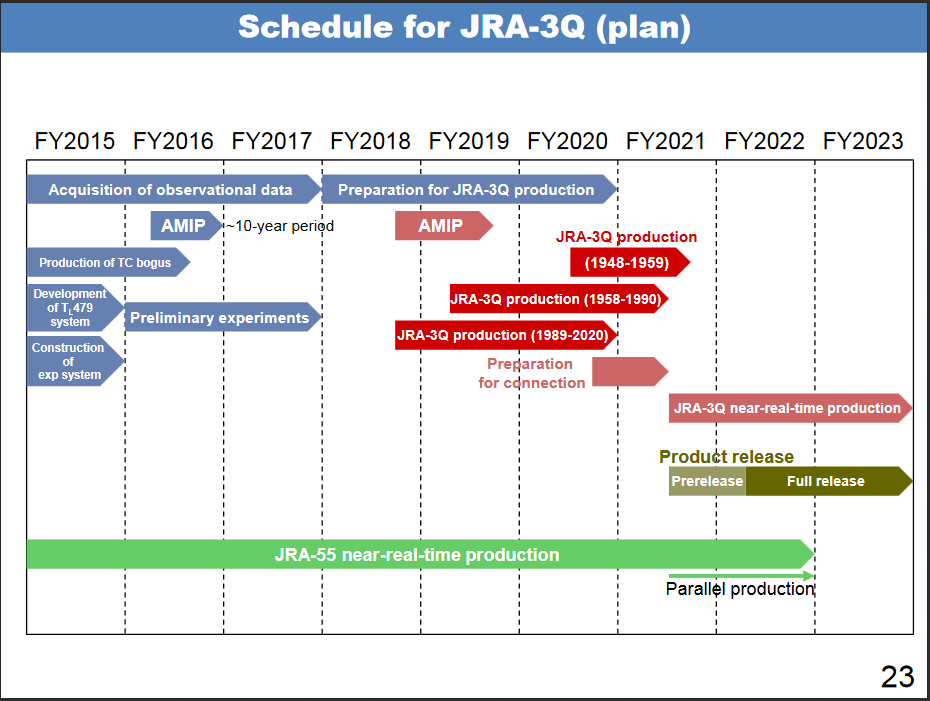 Schedule for JRA-3Q (plan)
FY2015 FY2016 FY2017 FY2018 FY2019 FY2020 FY2021 FY2022 FY2023
Acquisition of observational data
Preparation for JRA-3Q production
AMIP
~10-year period
AMIP
JRA-3Q production
(1948-1959)
Production of TC bogus
Development
of TL479
system
JRA-3Q production (1958-1990)
Preliminary experiments
JRA-3Q production (1989-2020)
Construction
of
exp system
Preparation
for connection
JRA-3Q near-real-time production
Product release
Prerelease
Full release
JRA-55 near-real-time production
Parallel production
23